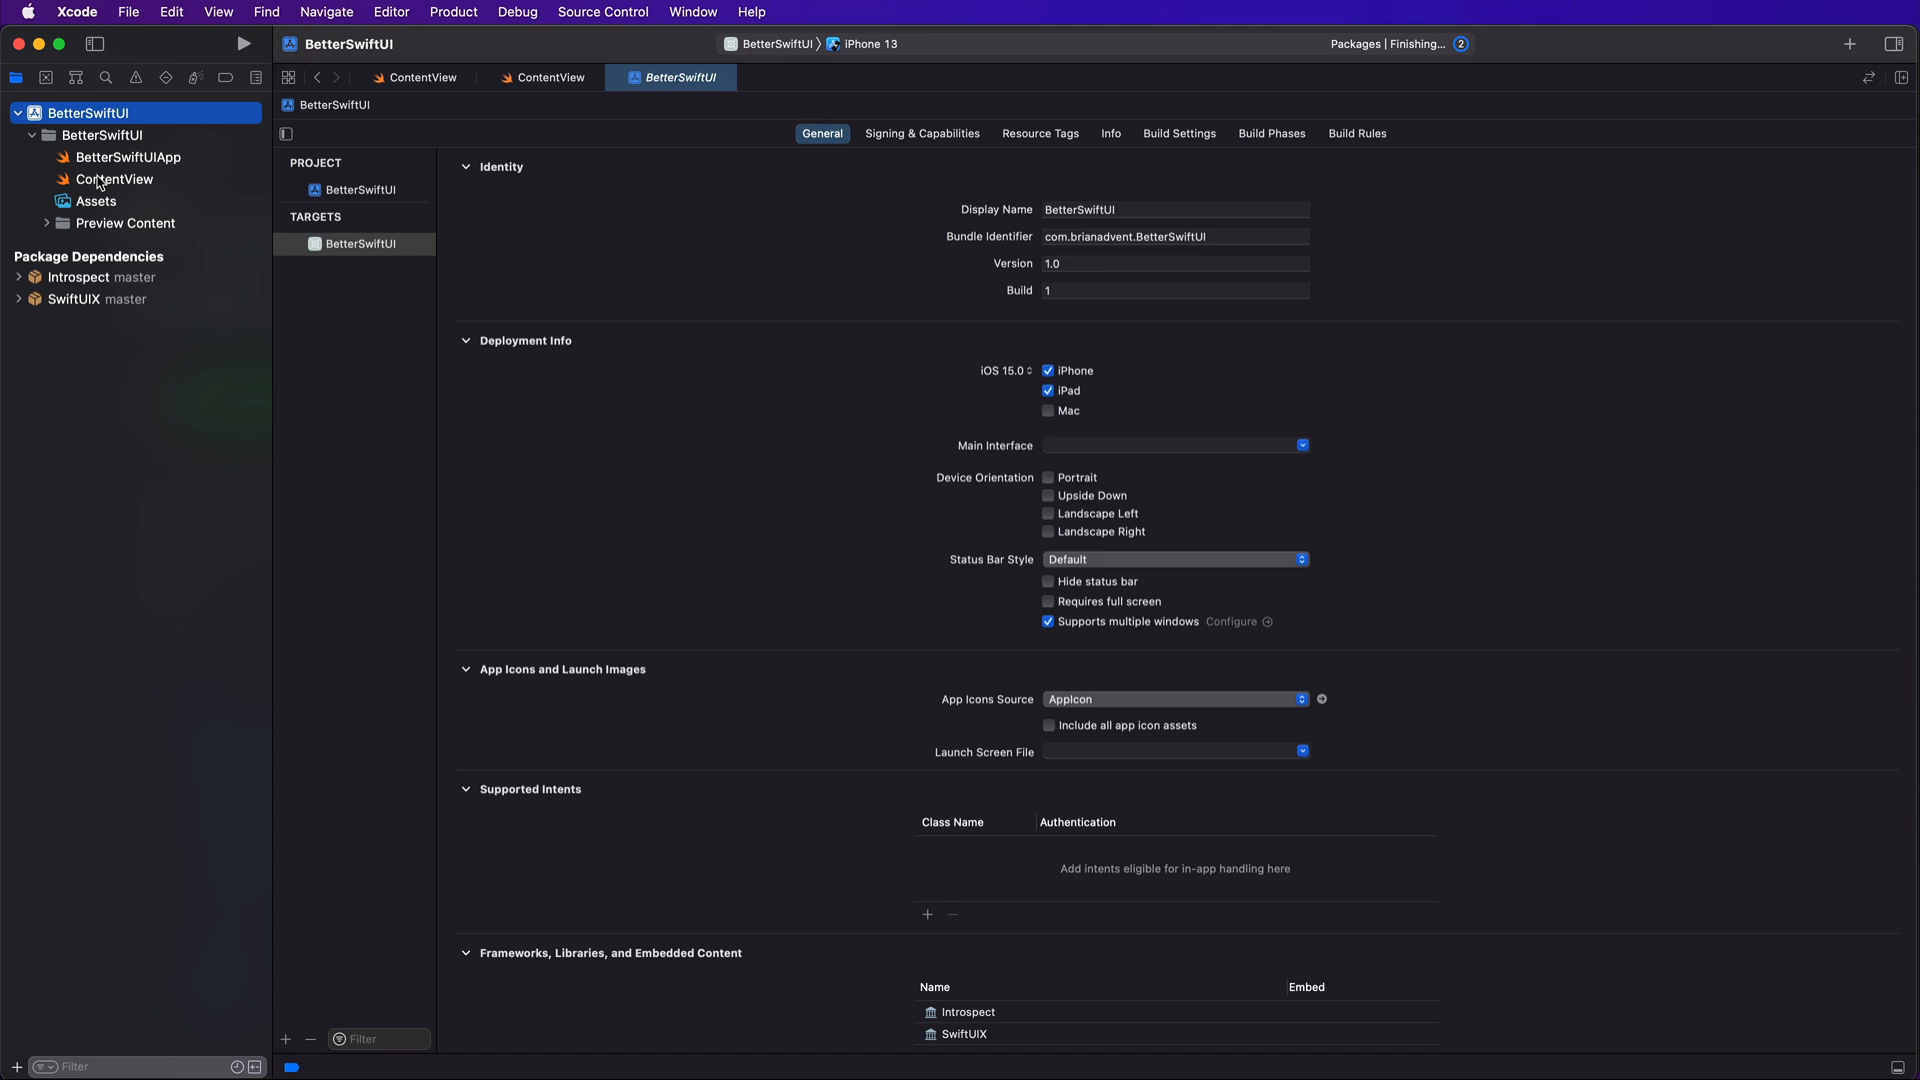 Xcode File Edit View Find Navigate Editor Product Debug Source Control Window Help
BetterSwiftUI
BetterSwiftUI 〉 iPhone 13
Packages | Finishing... 2
ContentView
ContentView
BetterSwiftUI
BetterSwiftUI
General Signing & Capabilities Resource Tags Info Build Settings Build Phases Build Rules
BetterSwiftUI
BetterSwiftUI
BetterSwiftUIApp
ContentView
Assets
Preview Content
Package Dependencies
Introspect master
SwiftUIX master
Filter
PROJECT
BetterSwiftUI
TARGETS
BetterSwiftUI
Filter
Identity
Display Name BetterSwiftUI
Bundle Identifier com.brianadvent.BetterSwiftUI
Version 1.0
Build 1
Deployment Info
iOS 15.0 iPhone
iPad
Mac
Main Interface
Device Orientation Portrait
Upside Down
Landscape Left
Landscape Right
Status Bar Style Default
Hide status bar
Requires full screen
Supports multiple windows Configure
App Icons and Launch Images
App Icons Source AppIcon
Include all app icon assets
Launch Screen File
Supported Intents
Class Name Authentication
Add intents eligible for in-app handling here
Frameworks, Libraries, and Embedded Content
Name Embed
Introspect
SwiftUIX